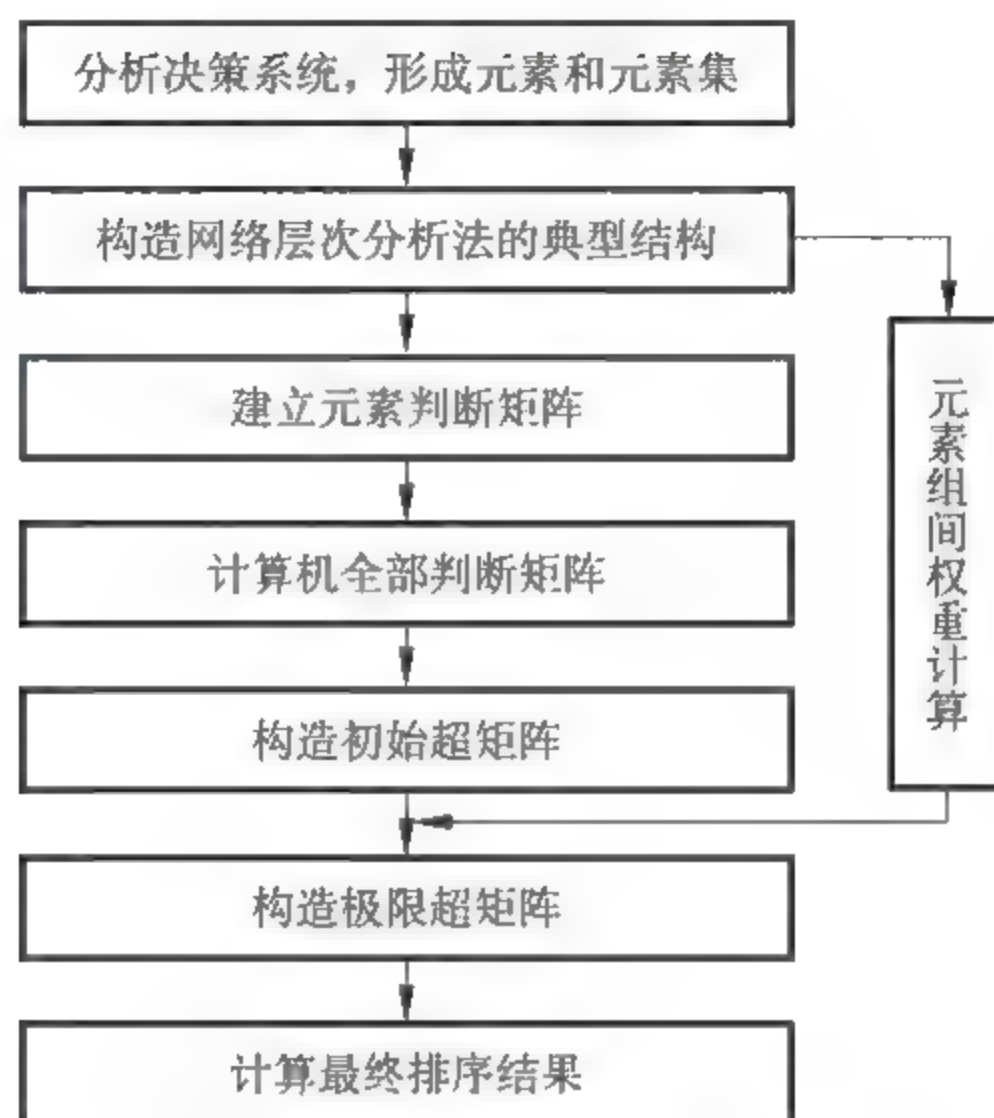 分析决策系统，形成元素和元素集
构造网络层次分析法的典型结构
建立元素判断矩阵
计算机全部判断矩阵
构造初始超矩阵
元素组间权重计算
构造极限超矩阵
计算最终排序结果